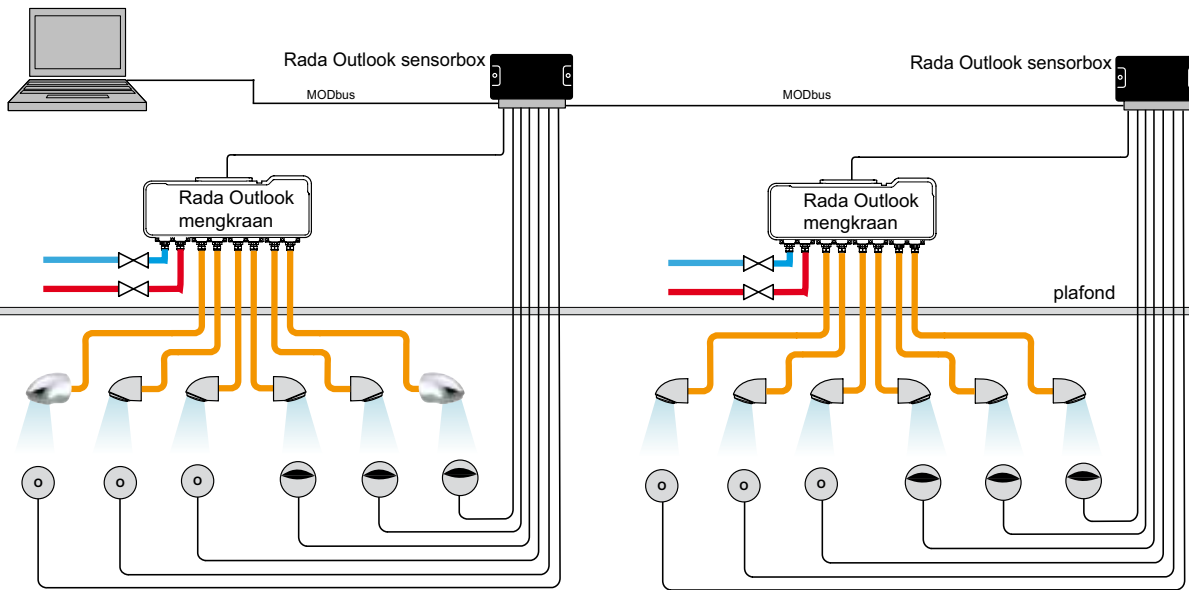 Rada Outlook sensorbox
Rada Outlook sensorbox
MODbus
MODbus
Rada Outlook
mengkraan
Rada Outlook
mengkraan
plafond
o
o
o
o
o
o